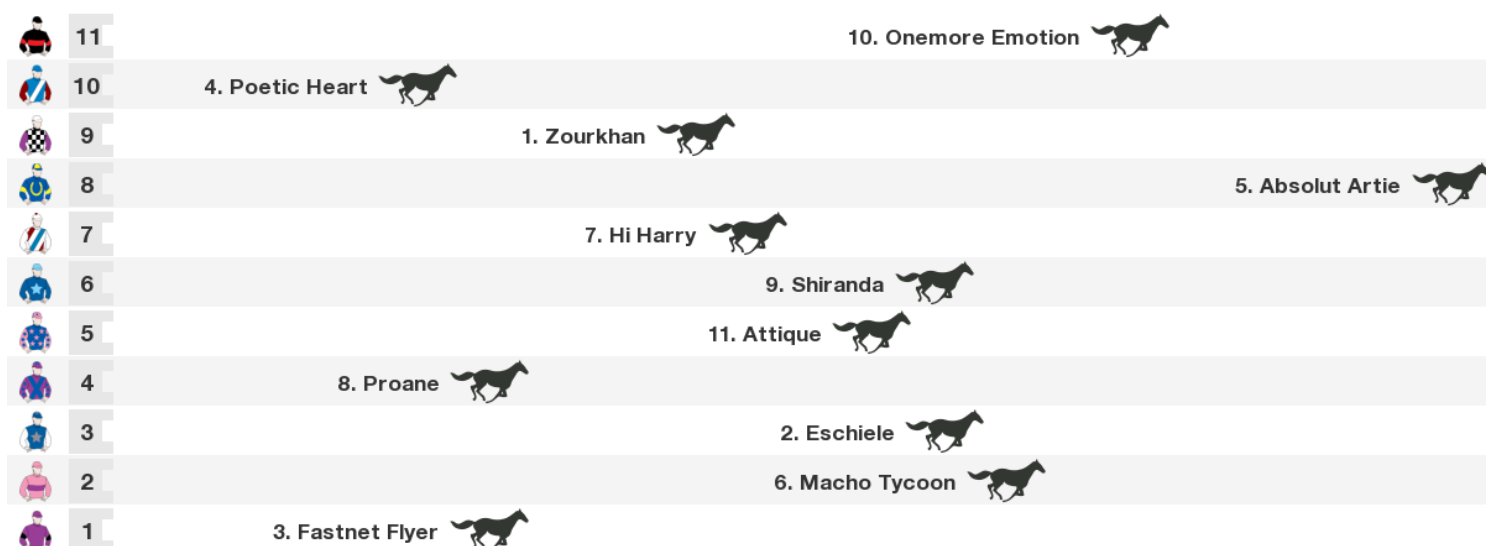 11 10. Onemore Emotion
10 4. Poetic Heart
9 1. Zourkhan
8 5. Absolut Artie
7 7. Hi Harry
6 9. Shiranda
5 11. Attique
4 8. Proane
3 2. Eschiele
2 6. Macho Tycoon
1 3. Fastnet Flyer